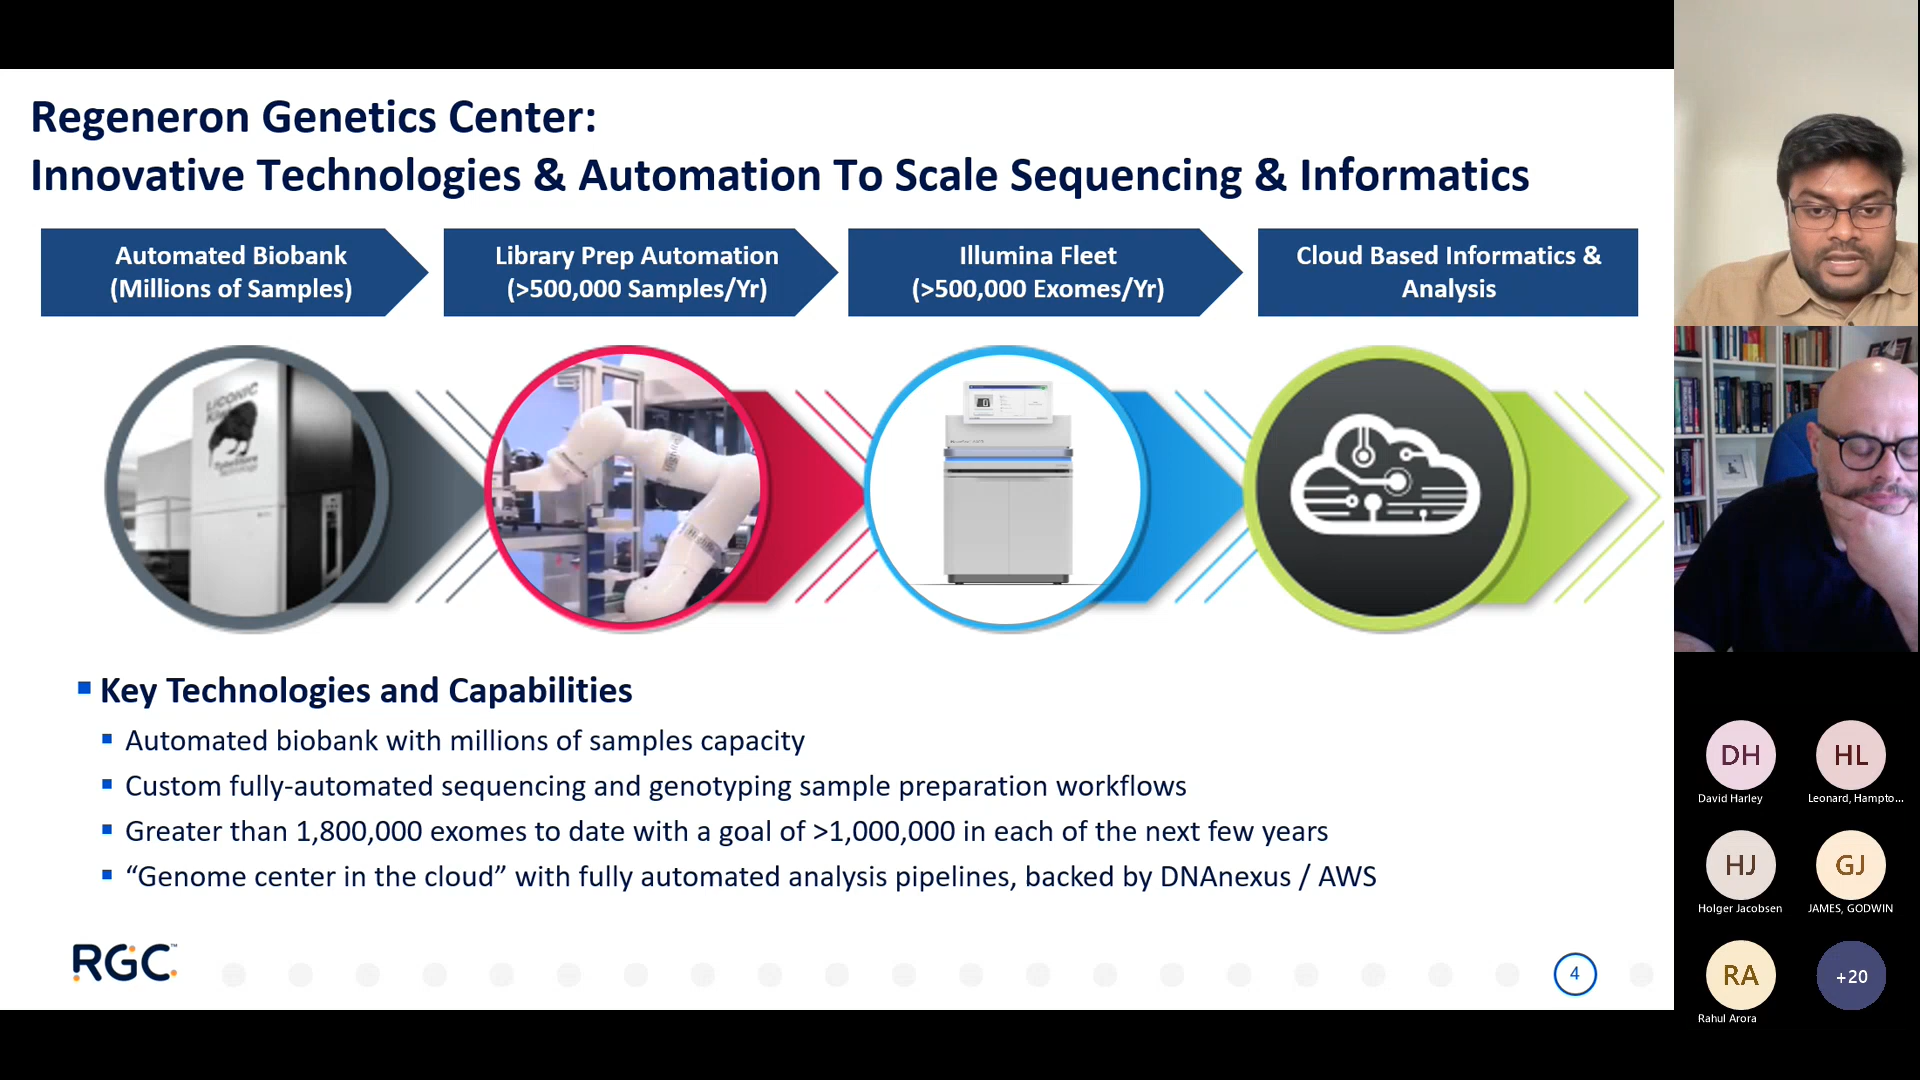 Regeneron Genetics Center:
Innovative Technologies & Automation To Scale Sequencing & Informatics
Automated Biobank
(Millions of Samples)
Library Prep Automation
(>500,000 Samples/Yr)
Illumina Fleet
(>500,000 Exomes/Yr)
Cloud Based Informatics &
Analysis
LiCONiC
Technology
Key Technologies and Capabilities
Automated biobank with millions of samples capacity
Custom fully-automated sequencing and genotyping sample preparation workflows
Greater than 1,800,000 exomes to date with a goal of >1,000,000 in each of the next few years
“Genome center in the cloud” with fully automated analysis pipelines, backed by DNAnexus / AWS
RGC™
4
DH
David Harley
HL
Leonard, Hampto...
HJ
Holger Jacobsen
GJ
JAMES, GODWIN
RA
Rahul Arora
+20